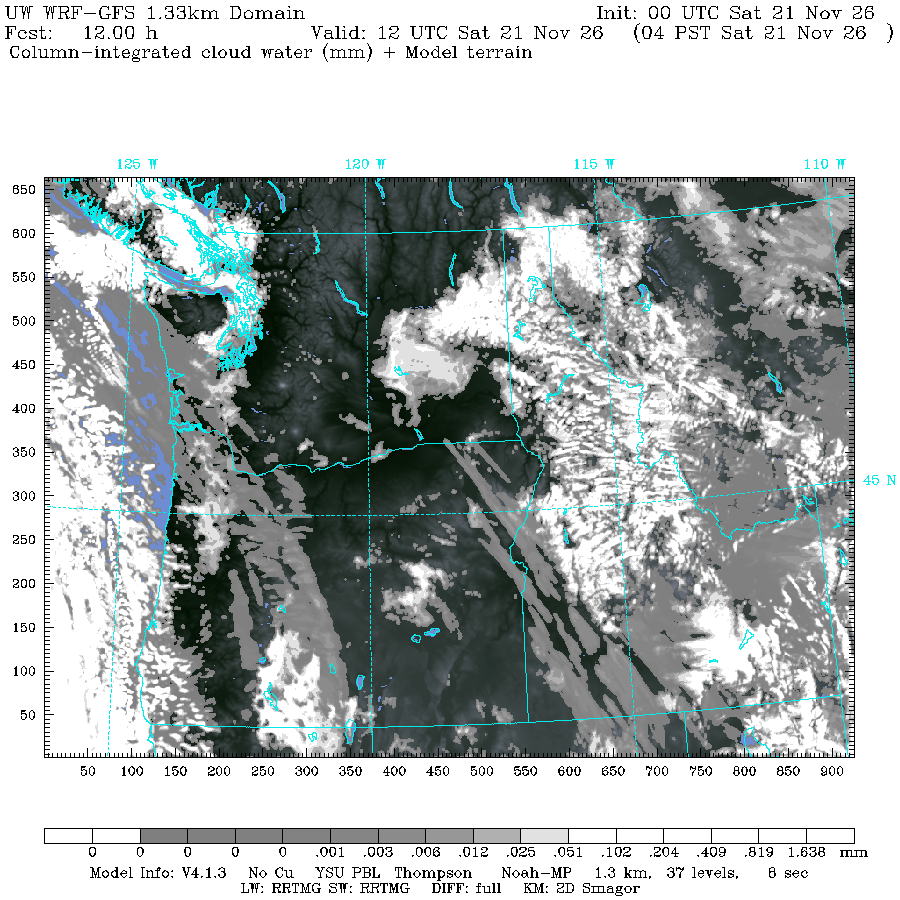 UW WRF-GFS 1.33km Domain Init: 00 UTC Sat 21 Nov 26
Fcst: 12.00 h Valid: 12 UTC Sat 21 Nov 26 (04 PST Sat 21 Nov 26 )
Column-integrated cloud water (mm) + Model terrain
125 W 120 W 115 W 110 W
650
600
550
500
450
400
350
45 N
300
250
200
150
100
50
50 100 150 200 250 300 350 400 450 500 550 600 650 700 750 800 850 900
0 0 0 0 0 .001 .003 .006 .012 .025 .051 .102 .204 .409 .819 1.638 mm
Model Info: V4.1.3 No Cu YSU PBL Thompson Noah-MP 1.3 km, 37 levels, 8 sec
LW: RRTMG SW: RRTMG DIFF: full KM: 2D Smagor